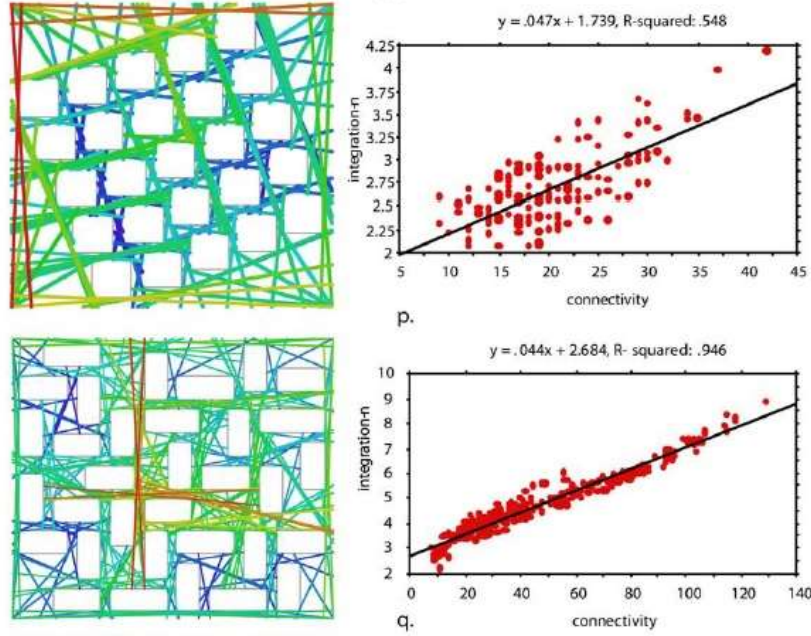 y = .047x + 1.739, R-squared: .548
4.25
4
3.75
3.5
3.25
3
2.75
2.5
2.25
2
integration-n
5 10 15 20 25 30 35 40 45
connectivity
p.
y = .044x + 2.684, R- squared: .946
10
9
8
7
6
5
4
3
2
integration-n
0 20 40 60 80 100 120 140
connectivity
q.